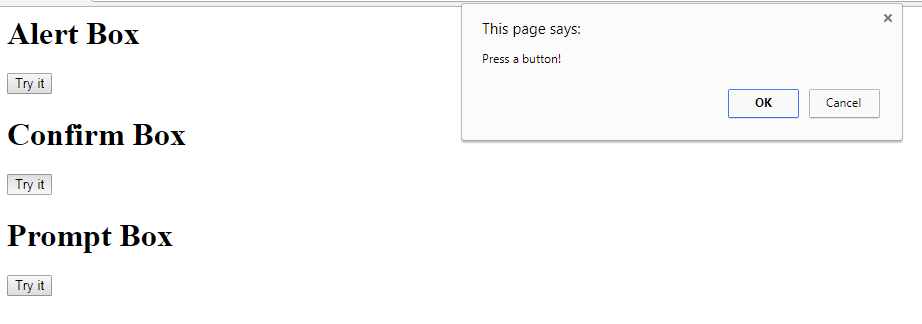 Alert Box
Try it
Confirm Box
Try it
Prompt Box
Try it
This page says:
Press a button!
OK
Cancel